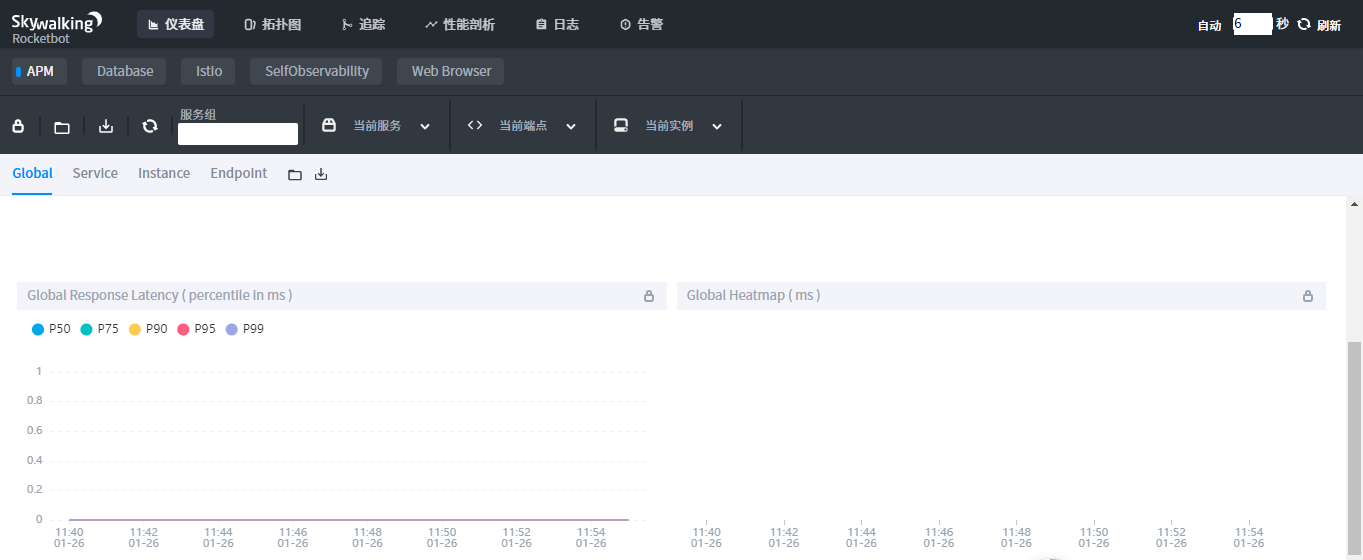 Skywalking
Rocketbot
仪表盘 拓扑图 追踪 性能剖析 日志 告警 自动 6 秒 刷新
APM Database Istio SelfObservability Web Browser
服务组
当前服务 当前端点 当前实例
Global Service Instance Endpoint
Global Response Latency ( percentile in ms )
P50 P75 P90 P95 P99
1
0.8
0.6
0.4
0.2
0
11:40 11:42 11:44 11:46 11:48 11:50 11:52 11:54
01-26 01-26 01-26 01-26 01-26 01-26 01-26 01-26
Global Heatmap ( ms )
11:40 11:42 11:44 11:46 11:48 11:50 11:52 11:54
01-26 01-26 01-26 01-26 01-26 01-26 01-26 01-26